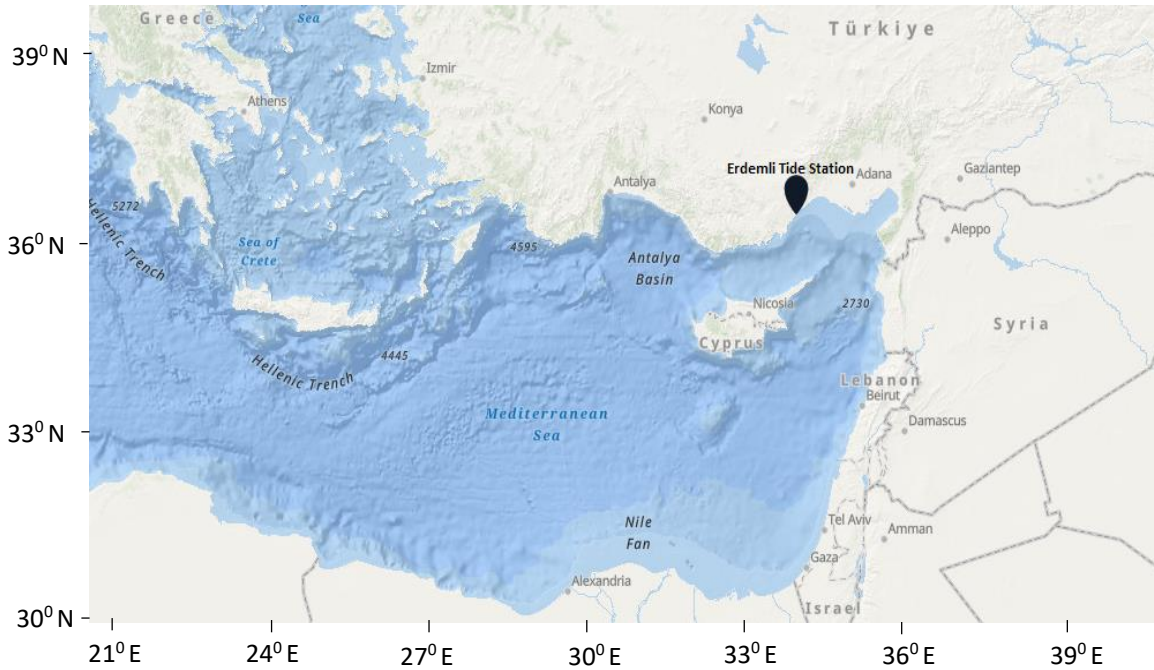 Greece
Sea
Türkiye
39⁰ N
Izmir
Athens
Konya
Erdemli Tide Station
Adana
Gaziantep
Antalya
5272
Hellenic Trench
36⁰ N
Sea of
Crete
4595
Antalya
Basin
Aleppo
Nicosia
2730
Cyprus
Syria
4445
Hellenic Trench
Lebanon
Beirut
Mediterranean
Sea
33⁰ N
Damascus
Nile
Fan
Tel Aviv
Amman
Gaza
Alexandria
Israel
30⁰ N
21⁰ E
24⁰ E
27⁰ E
30⁰ E
33⁰ E
36⁰ E
39⁰ E